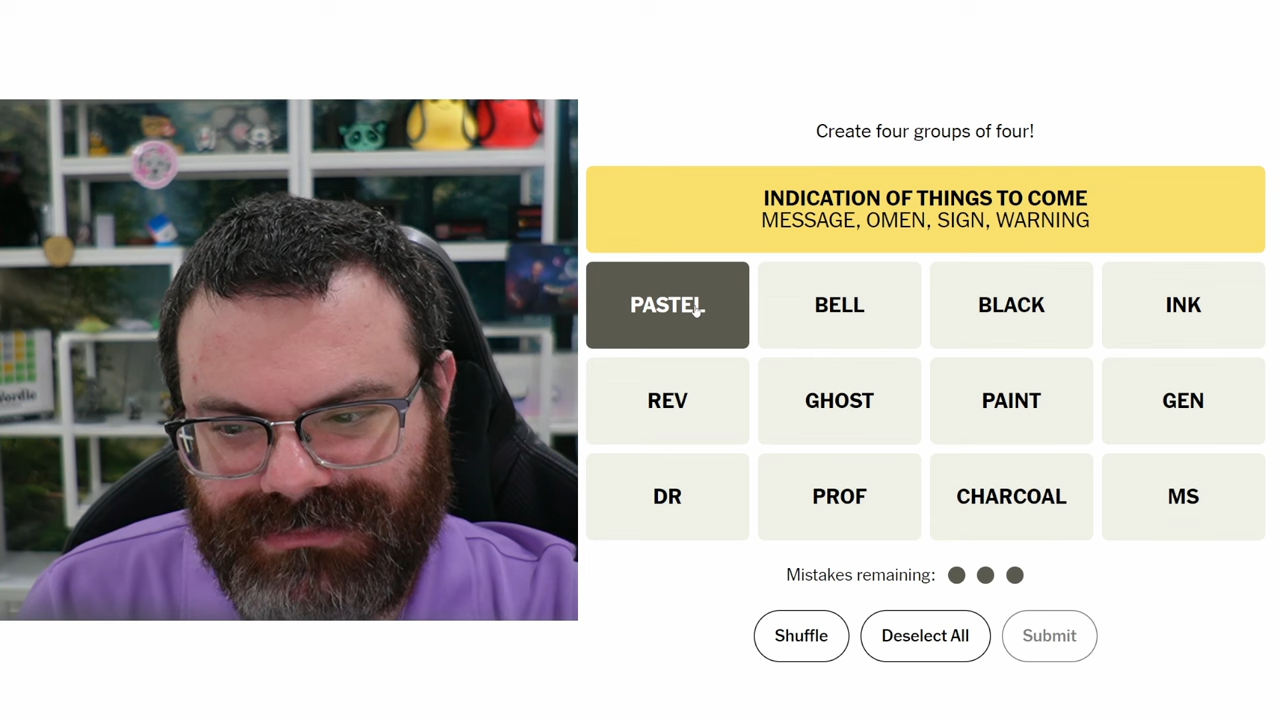 Create four groups of four!
INDICATION OF THINGS TO COME
MESSAGE, OMEN, SIGN, WARNING
PASTEL BELL BLACK INK
REV GHOST PAINT GEN
DR PROF CHARCOAL MS
Mistakes remaining:
Shuffle Deselect All Submit
ordle